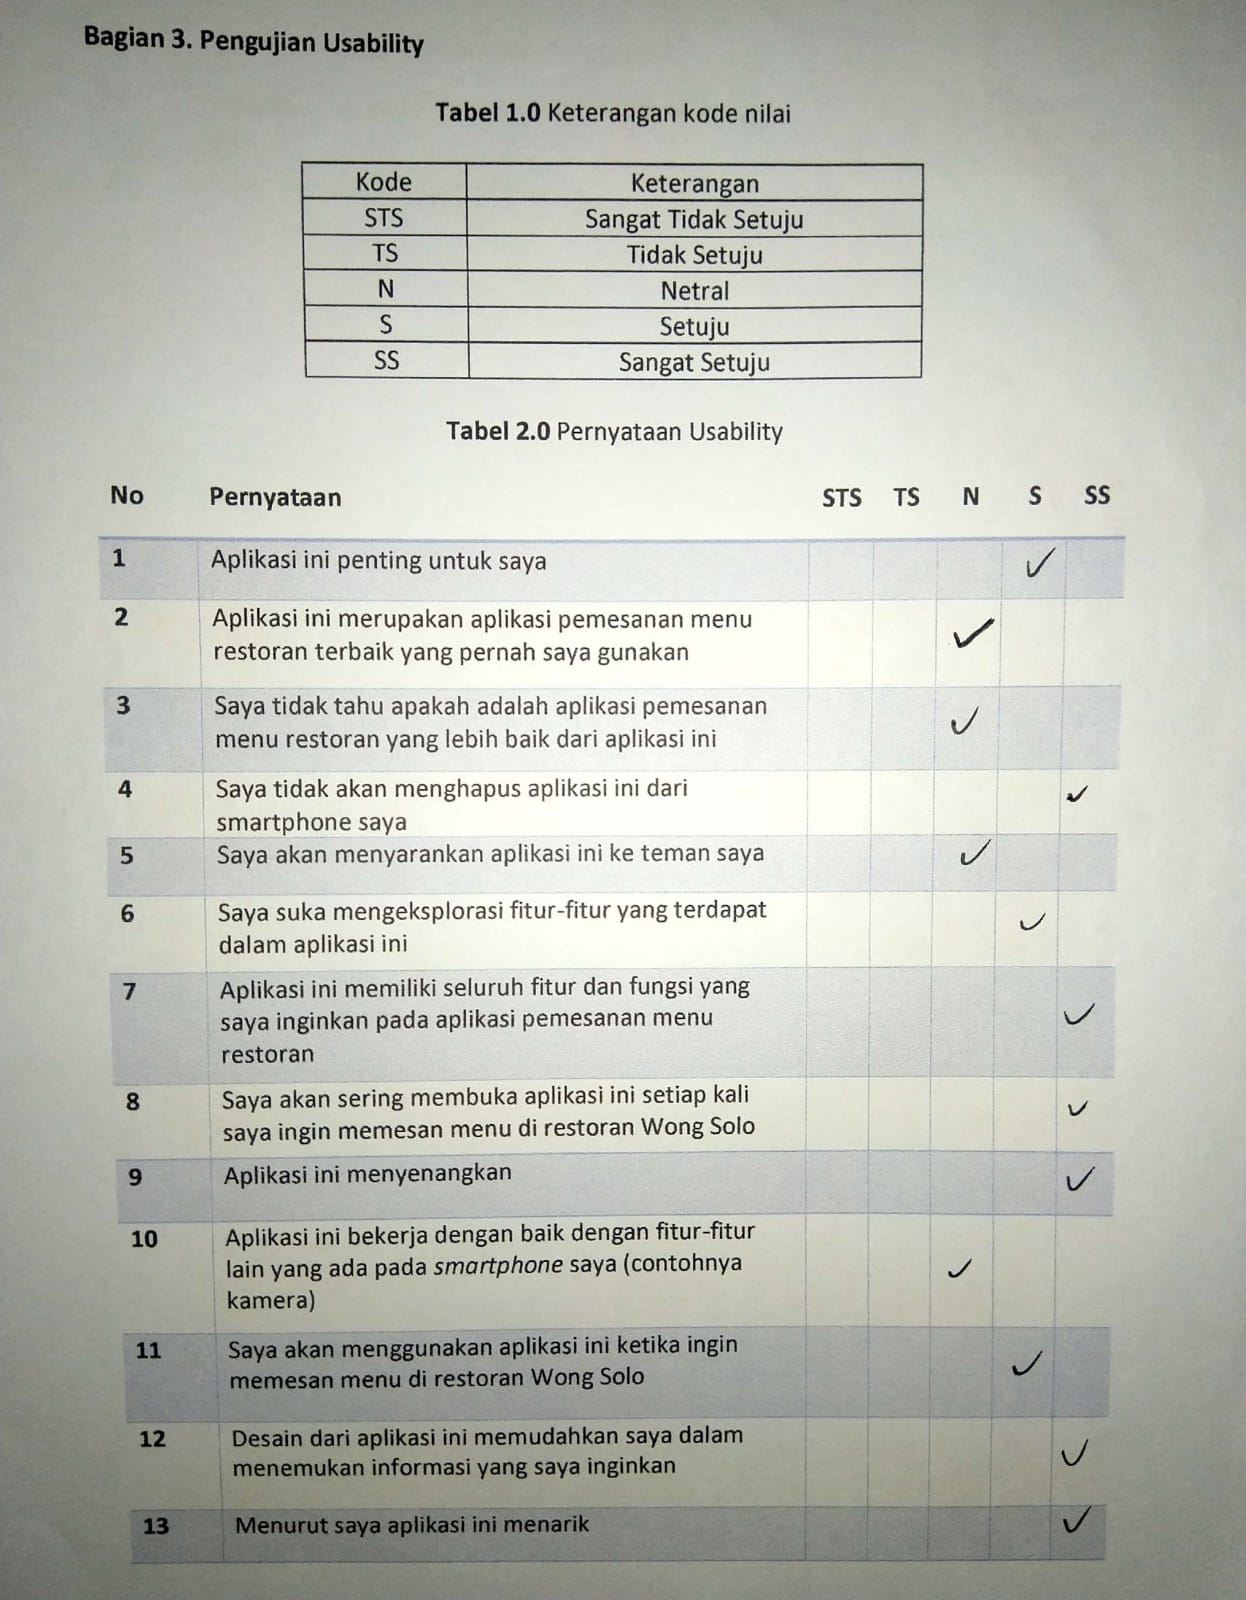 Bagian 3. Pengujian Usability
Tabel 1.0 Keterangan kode nilai
Kode Keterangan
STS Sangat Tidak Setuju
TS Tidak Setuju
N Netral
S Setuju
SS Sangat Setuju
Tabel 2.0 Pernyataan Usability
No Pernyataan STS TS N S SS
1 Aplikasi ini penting untuk saya ✓
2 Aplikasi ini merupakan aplikasi pemesanan menu
restoran terbaik yang pernah saya gunakan ✓
3 Saya tidak tahu apakah adalah aplikasi pemesanan
menu restoran yang lebih baik dari aplikasi ini ✓
4 Saya tidak akan menghapus aplikasi ini dari ✓
smartphone saya
5 Saya akan menyarankan aplikasi ini ke teman saya ✓
6 Saya suka mengeksplorasi fitur-fitur yang terdapat ✓
dalam aplikasi ini
7 Aplikasi ini memiliki seluruh fitur dan fungsi yang
saya inginkan pada aplikasi pemesanan menu ✓
restoran
8 Saya akan sering membuka aplikasi ini setiap kali ✓
saya ingin memesan menu di restoran Wong Solo
9 Aplikasi ini menyenangkan ✓
10 Aplikasi ini bekerja dengan baik dengan fitur-fitur
lain yang ada pada smartphone saya (contohnya ✓
kamera)
11 Saya akan menggunakan aplikasi ini ketika ingin
memesan menu di restoran Wong Solo ✓
12 Desain dari aplikasi ini memudahkan saya dalam
menemukan informasi yang saya inginkan ✓
13 Menurut saya aplikasi ini menarik ✓